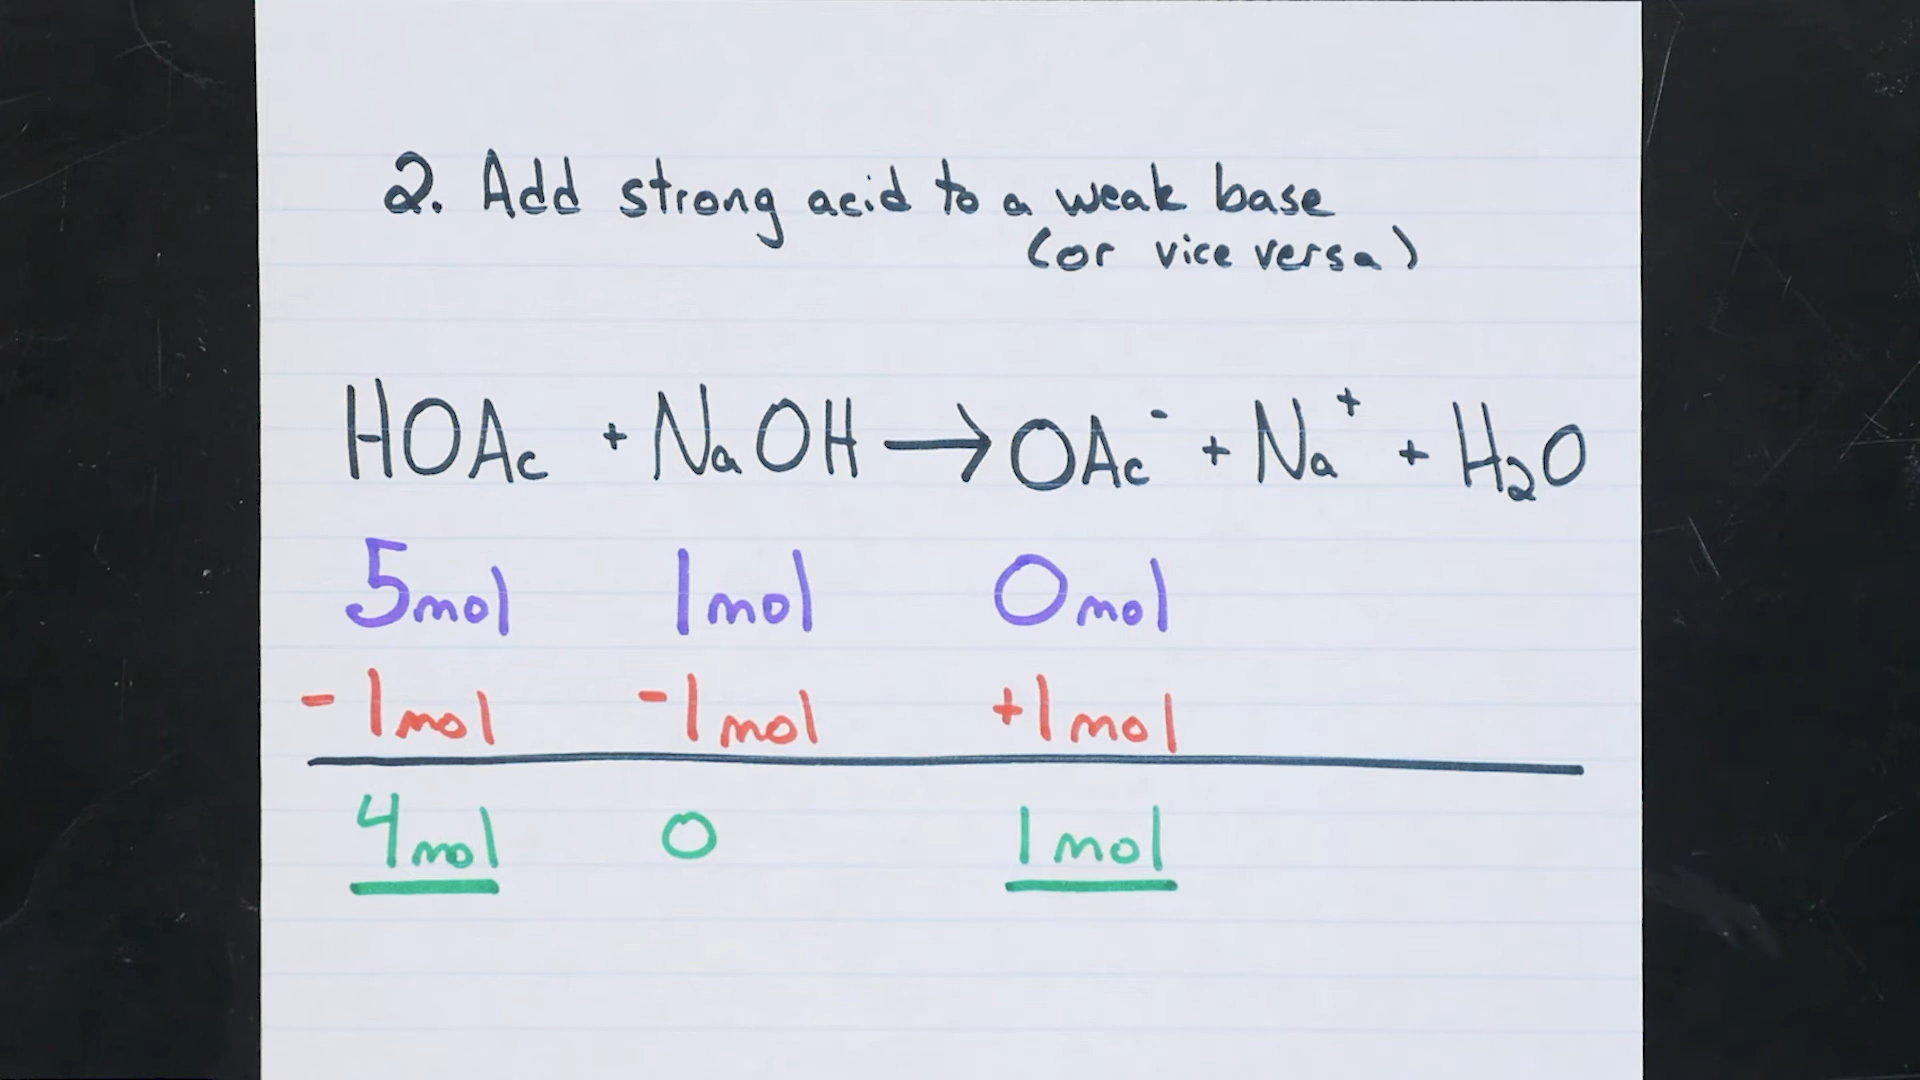 2. Add strong acid to a weak base
(or vice versa)
HOAc + NaOH → OAc⁻ + Na⁺ + H₂O
5mol 1mol 0mol
-1mol -1mol +1mol
4mol 0 1mol